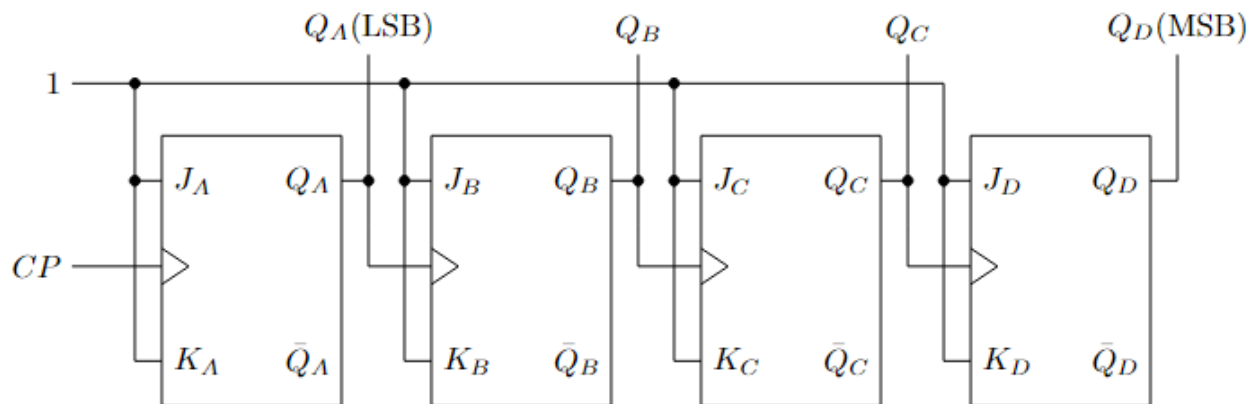 Q_A(LSB) Q_B Q_C Q_D(MSB)
1
J_A Q_A J_B Q_B J_C Q_C J_D Q_D
CP
K_A Q̄_A K_B Q̄_B K_C Q̄_C K_D Q̄_D